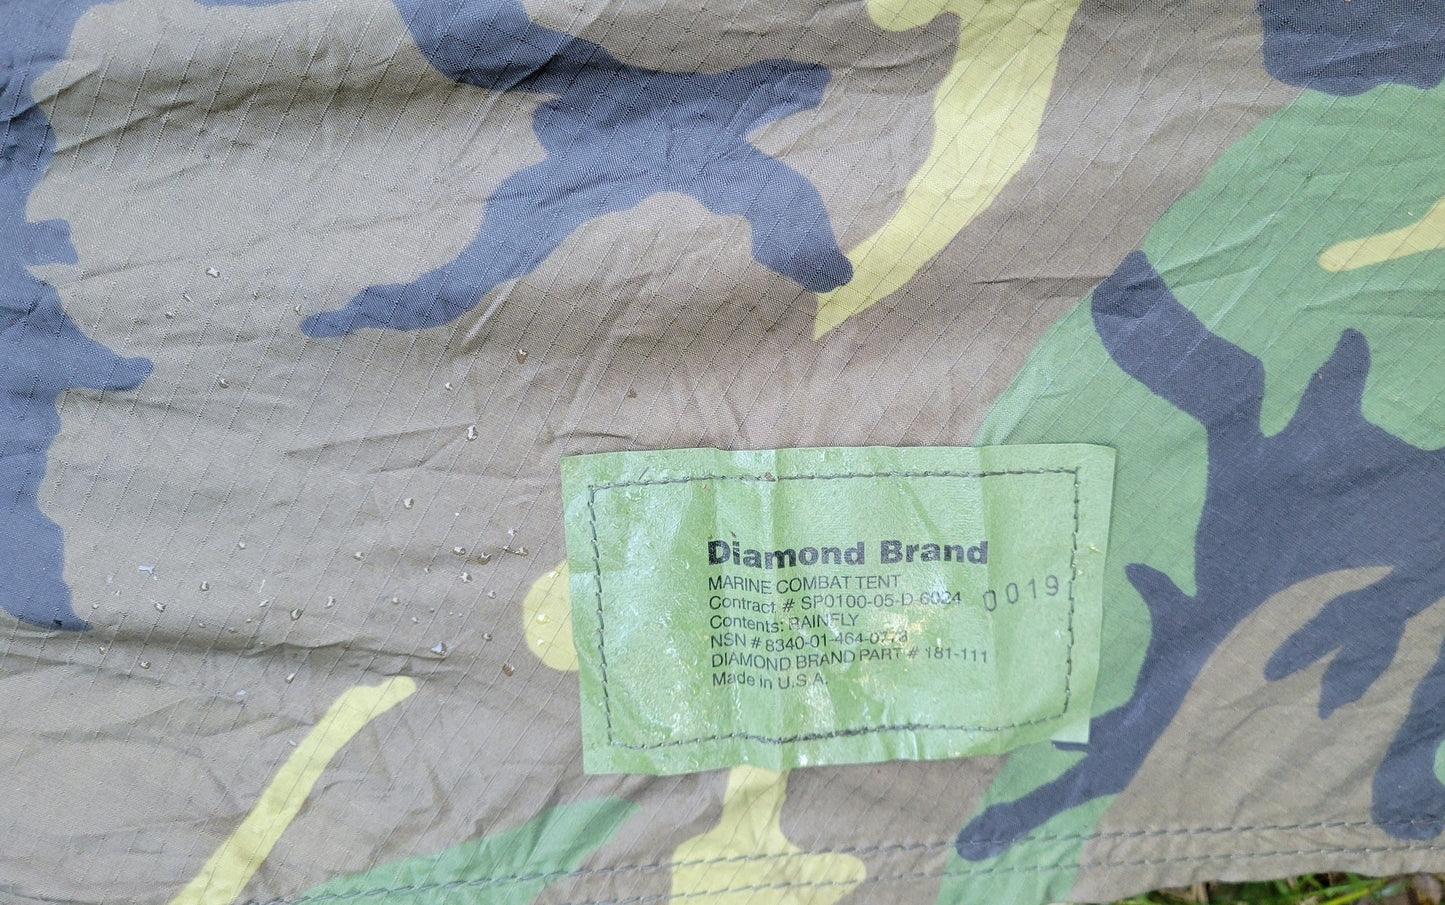 Diamond Brand
MARINE COMBAT TENT
Contract # SP0100-05-D-6024 0019
Contents: RAINFLY
NSN # 8340-01-464-0778
DIAMOND BRAND PART # 181-111
Made in U.S.A.